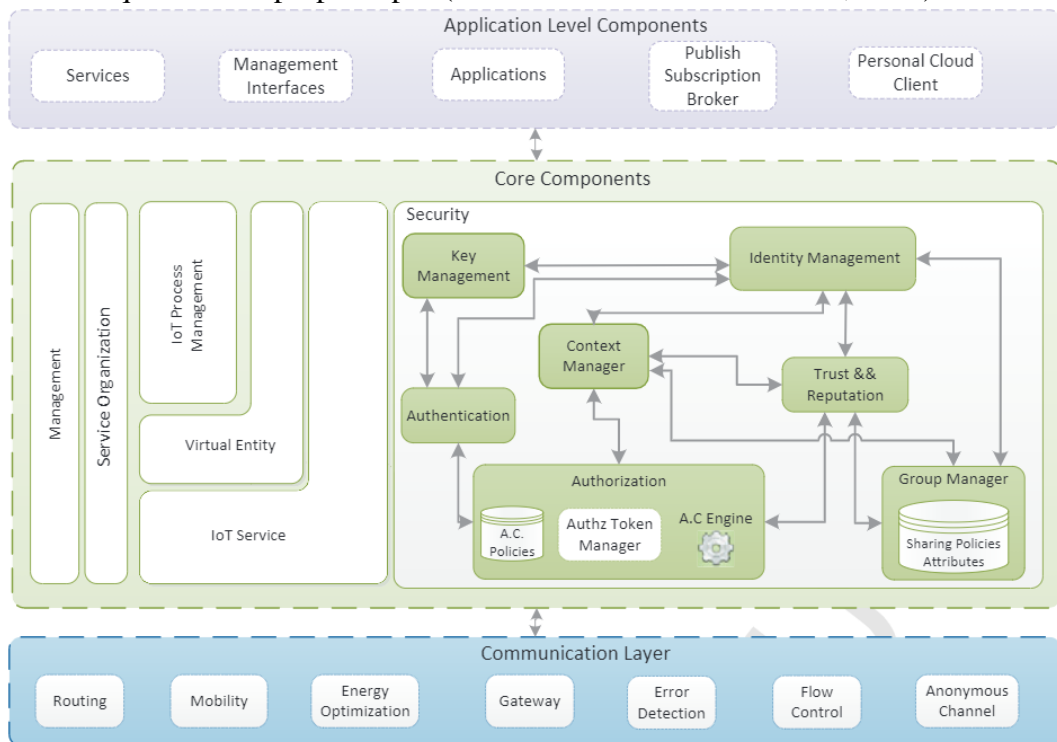 Application Level Components
Services
Management
Interfaces
Applications
Publish
Subscription
Broker
Personal Cloud
Client
Core Components
Management
Service Organization
IoT Process
Management
Virtual Entity
IoT Service
Security
Key
Management
Identity Management
Context
Manager
Trust &&
Reputation
Authentication
Authorization
A.C.
Policies
Authz Token
Manager
A.C Engine
Group Manager
Sharing Policies
Attributes
Communication Layer
Routing
Mobility
Energy
Optimization
Gateway
Error
Detection
Flow
Control
Anonymous
Channel